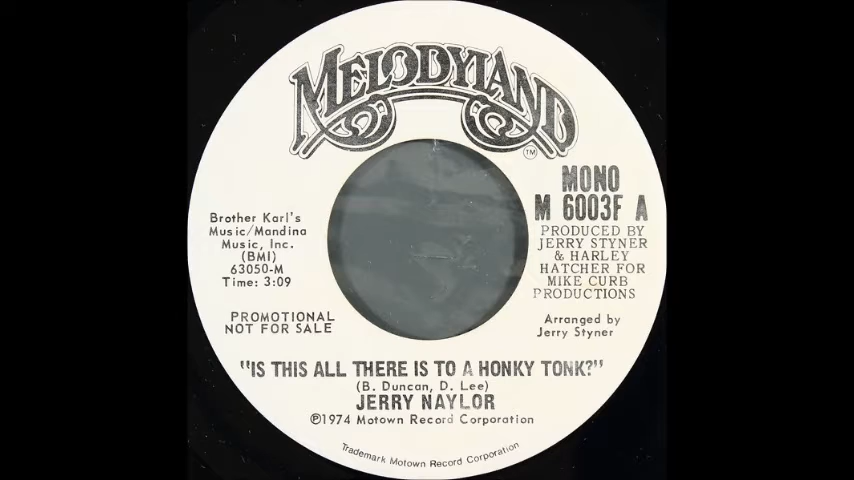 MELODYLAND
TM
MONO
M 6003F A
PRODUCED BY
JERRY STYNER
& HARLEY
HATCHER FOR
MIKE CURB
PRODUCTIONS
Arranged by
Jerry Styner
Brother Karl's
Music/Mandina
Music, Inc.
(BMI)
63050-M
Time: 3:09
PROMOTIONAL
NOT FOR SALE
"IS THIS ALL THERE IS TO A HONKY TONK?"
(B. Duncan, D. Lee)
JERRY NAYLOR
℗1974 Motown Record Corporation
Trademark Motown Record Corporation